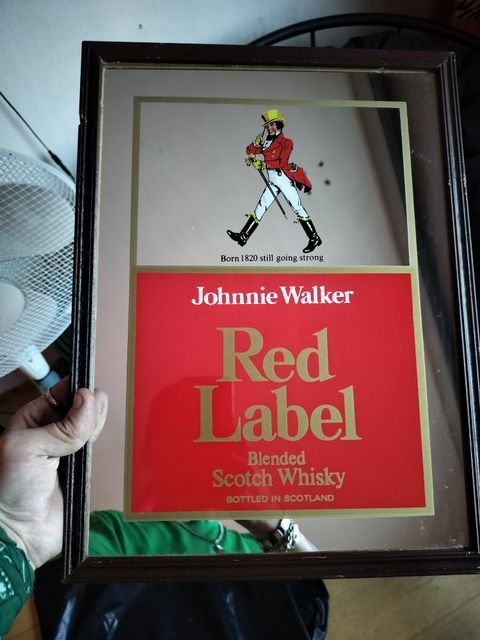 Born 1820 still going strong
Johnnie Walker
Red
Label
Blended
Scotch Whisky
BOTTLED IN SCOTLAND